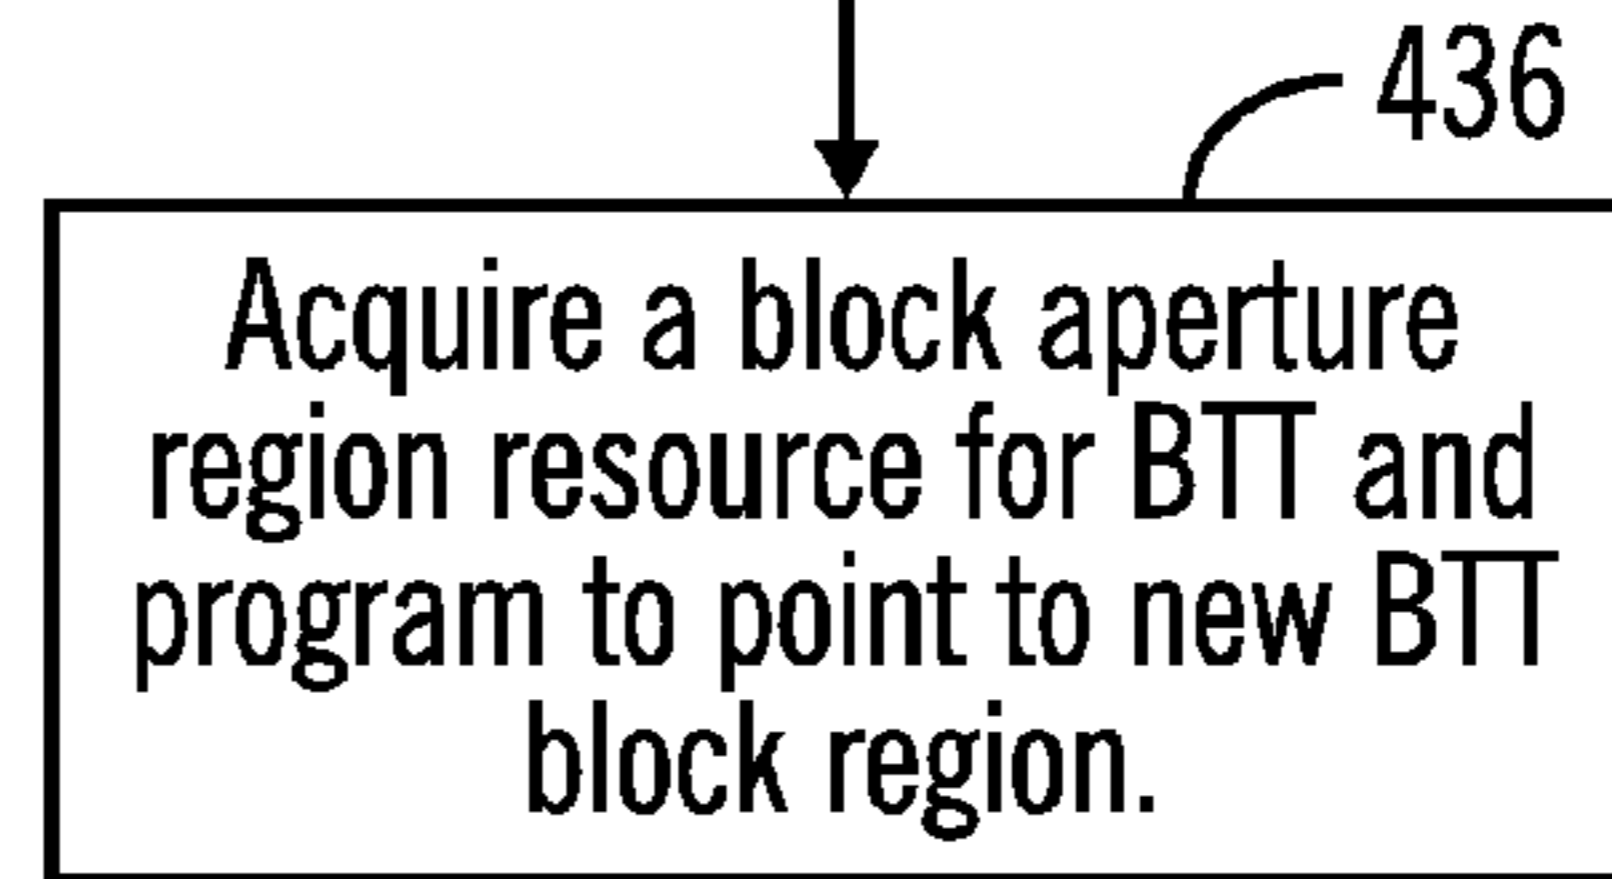 436
Acquire a block aperture
region resource for BTT and
program to point to new BTT
block region.